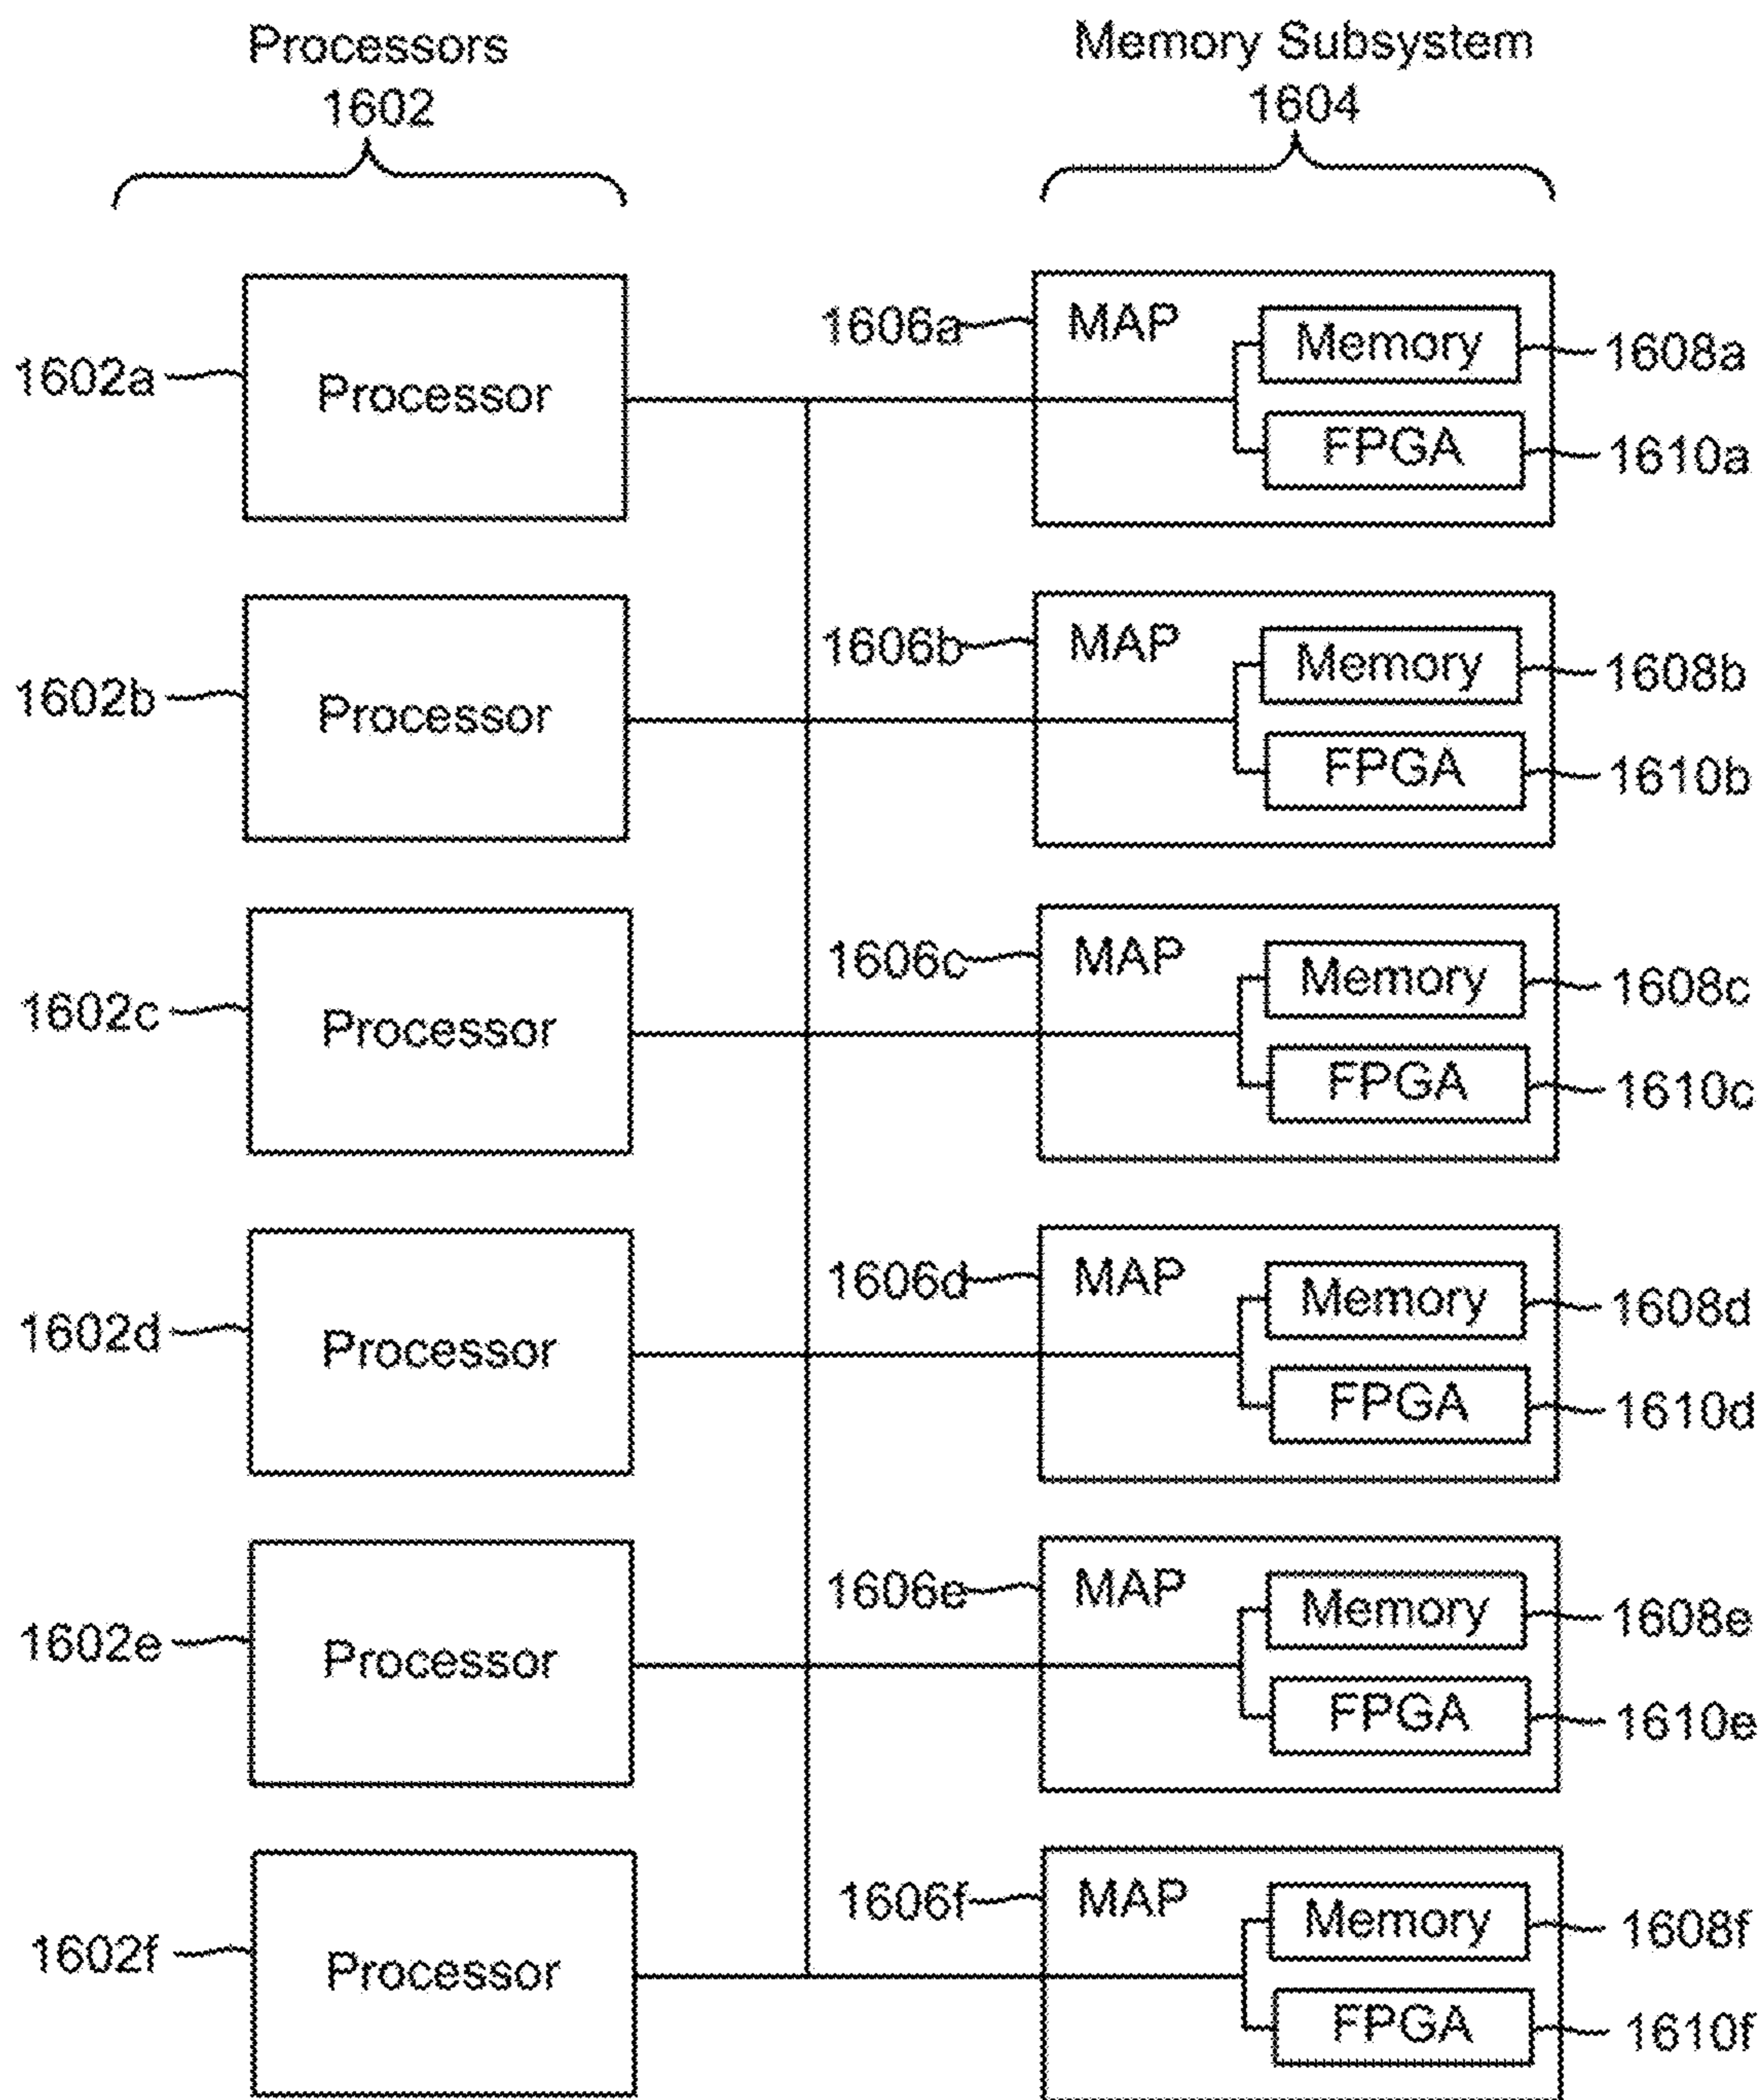 Processors
1602
Memory Subsystem
1604
1602a
Processor
1606a
MAP
Memory
1608a
FPGA
1610a
1602b
Processor
1606b
MAP
Memory
1608b
FPGA
1610b
1602c
Processor
1606c
MAP
Memory
1608c
FPGA
1610c
1602d
Processor
1606d
MAP
Memory
1608d
FPGA
1610d
1602e
Processor
1606e
MAP
Memory
1608e
FPGA
1610e
1602f
Processor
1606f
MAP
Memory
1608f
FPGA
1610f